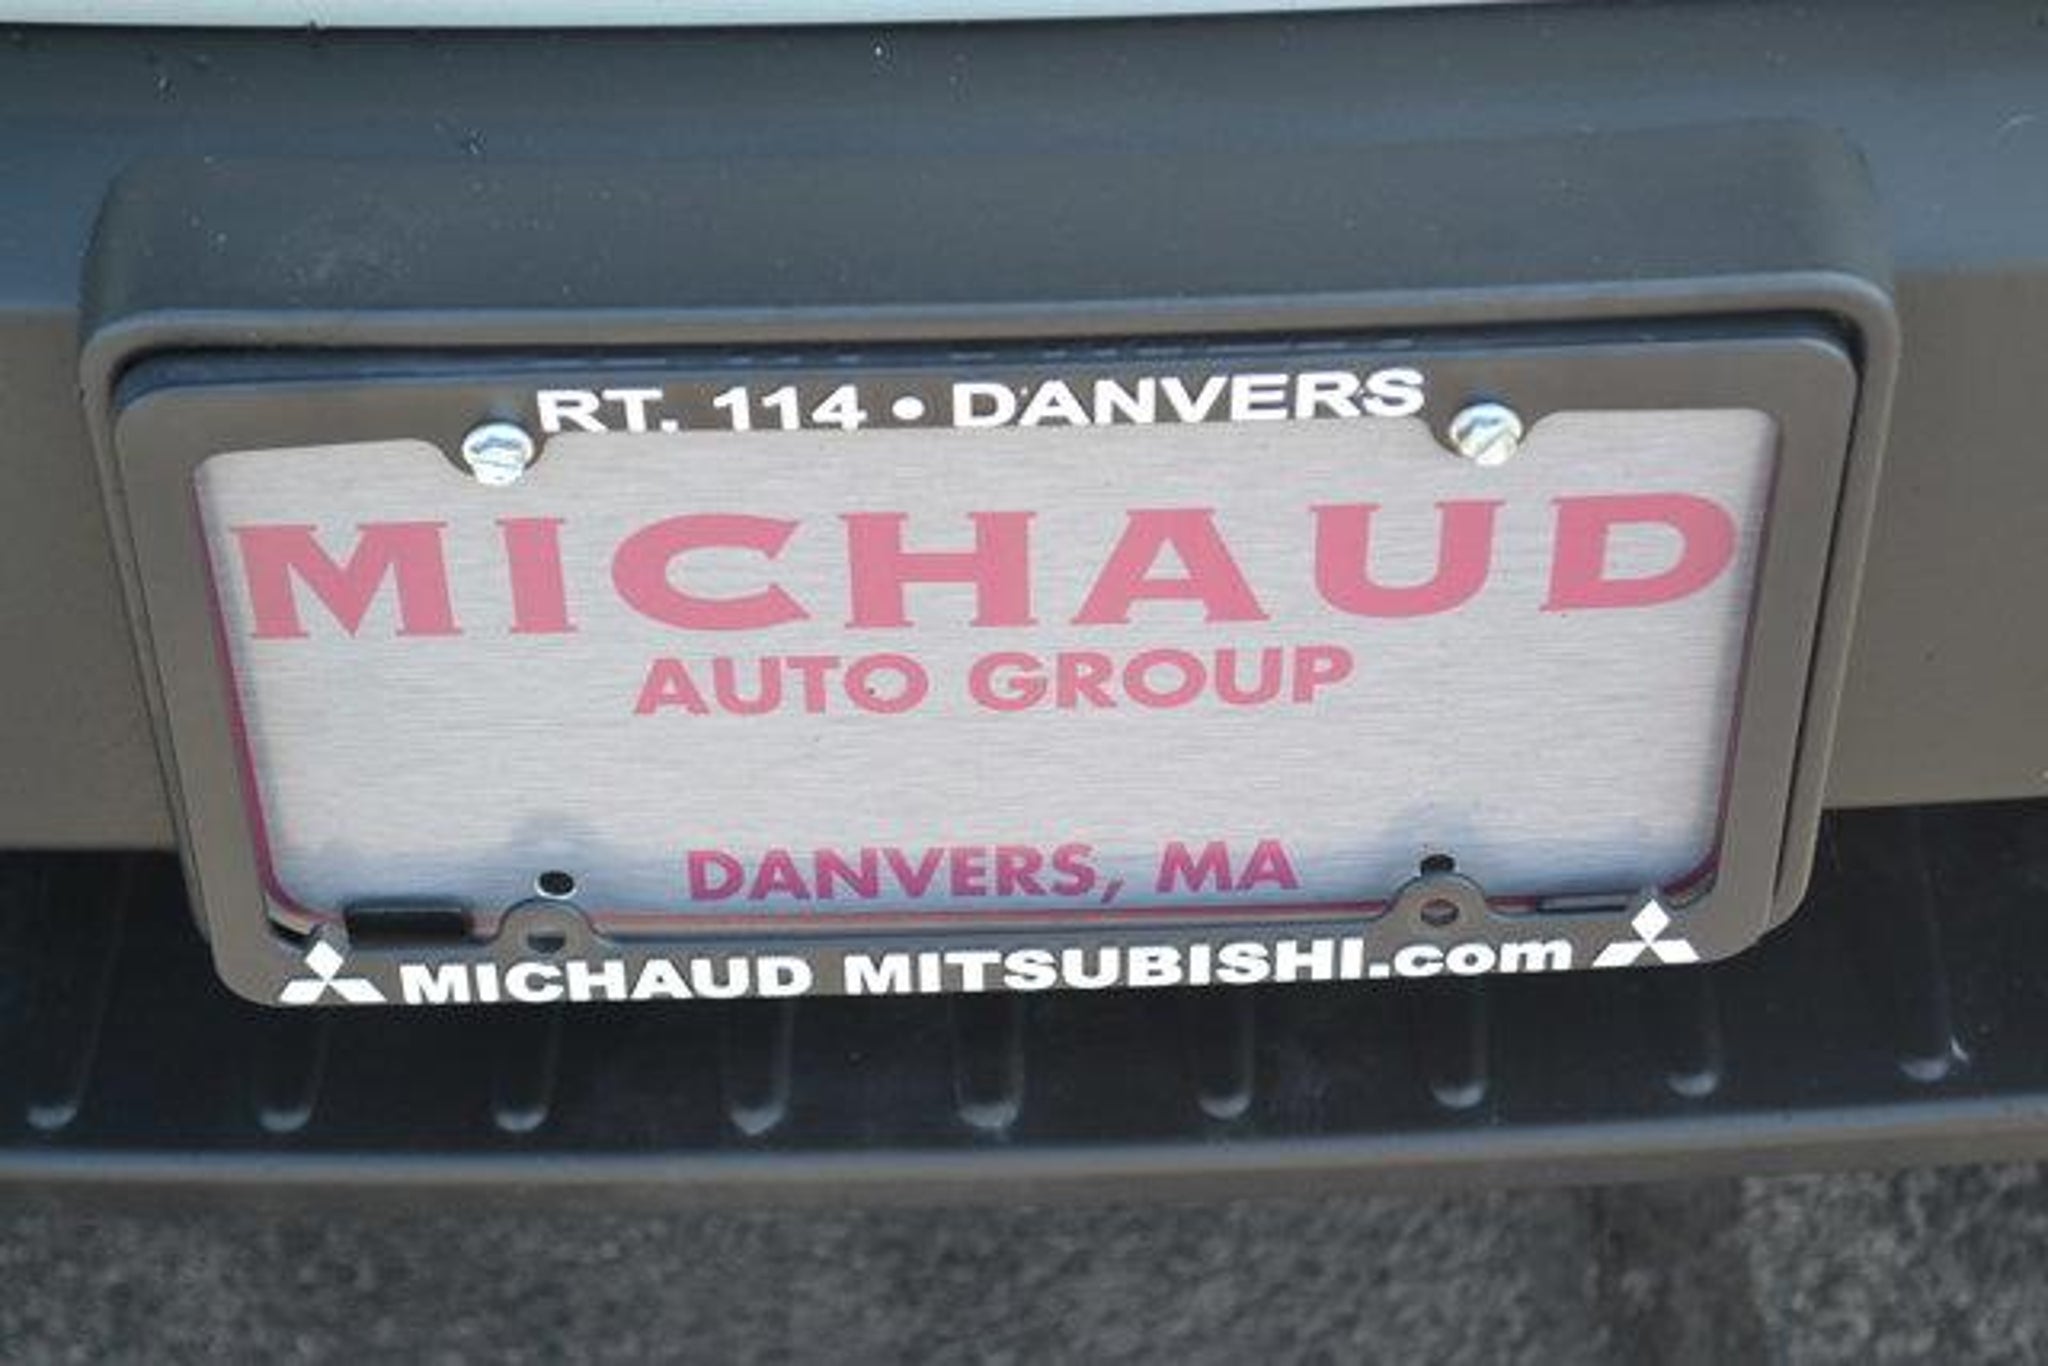 RT. 114 • DANVERS
MICHAUD
AUTO GROUP
DANVERS, MA
MICHAUD MITSUBISHI.com